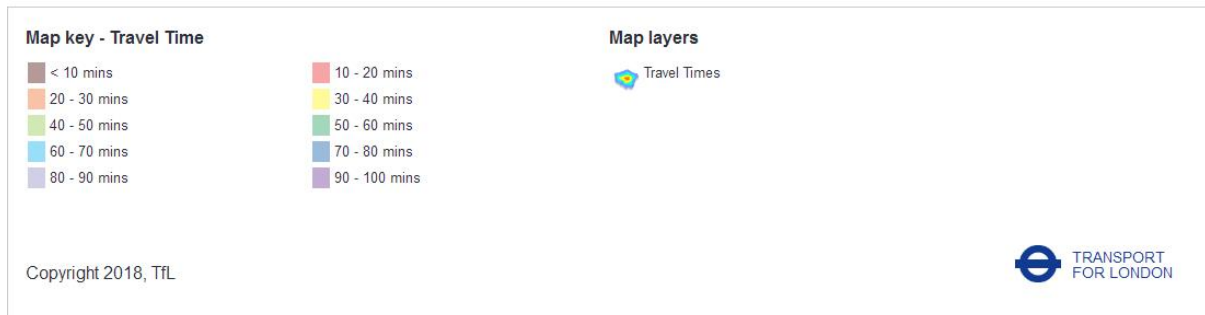 Map key - Travel Time
< 10 mins
10 - 20 mins
20 - 30 mins
30 - 40 mins
40 - 50 mins
50 - 60 mins
60 - 70 mins
70 - 80 mins
80 - 90 mins
90 - 100 mins
Map layers
Travel Times
Copyright 2018, TfL
TRANSPORT
FOR LONDON